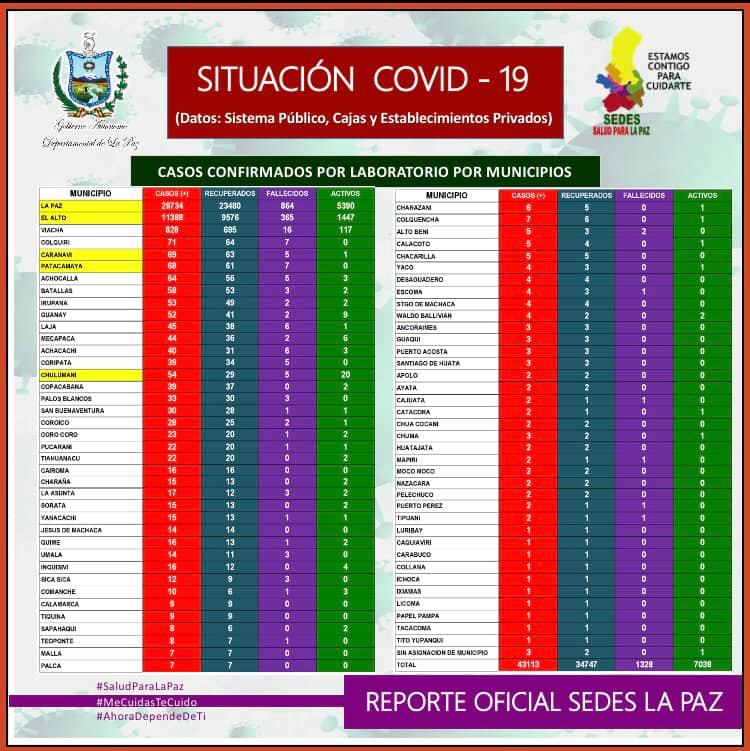 Gobierno Autónomo
Departamental de La Paz
SITUACIÓN COVID - 19
(Datos: Sistema Público, Cajas y Establecimientos Privados)
ESTAMOS
CONTIGO
PARA
CUIDARTE
SEDES
SALUD PARA LA PAZ
CASOS CONFIRMADOS POR LABORATORIO POR MUNICIPIOS
MUNICIPIO CASOS (+) RECUPERADOS FALLECIDOS ACTIVOS
LA PAZ 29734 23480 864 5390
EL ALTO 11388 9576 365 1447
VIACHA 828 695 16 117
COLQUIRI 71 64 7 0
CARANAVI 69 63 5 1
PATACAMAYA 68 61 7 0
ACHOCALLA 64 56 5 3
BATALLAS 58 53 3 2
IRUPANA 53 49 2 2
GUANAY 52 41 2 9
LAJA 45 38 6 1
MECAPACA 44 36 2 6
ACHACACHI 40 31 6 3
CORIPATA 39 34 5 0
CHULUMANI 54 29 5 20
COPACABANA 39 37 0 2
PALOS BLANCOS 33 30 3 0
SAN BUENAVENTURA 30 28 1 1
COROICO 28 25 2 1
CORO CORO 23 20 1 2
PUCARANI 22 20 1 1
TIAHUANACU 22 20 1 2
CAIROMA 16 16 0 0
CHARAÑA 15 13 0 2
LA ASUNTA 17 12 3 2
SORATA 15 13 0 2
YANACACHI 15 13 1 1
JESUS DE MACHACA 14 14 0 0
QUIME 16 13 1 2
UMALA 14 11 3 0
INQUISIVI 16 12 0 4
SICA SICA 12 9 3 0
COMANCHE 10 6 1 3
CALAMARCA 9 9 0 0
TIQUINA 9 9 0 0
SAPAHAQUI 8 6 0 2
TEOPONTE 8 7 1 0
MALLA 7 7 0 0
PALCA 7 7 0 0
MUNICIPIO CASOS (+) RECUPERADOS FALLECIDOS ACTIVOS
CHARAZANI 6 5 0 1
COLQUENCHA 7 6 0 1
ALTO BENI 5 3 2 0
CALACOTO 5 4 0 1
CHACARILLA 5 5 0 0
YACO 4 3 0 1
DESAGUADERO 4 4 0 0
ESCOMA 4 3 1 0
STGO DE MACHACA 4 4 0 0
WALDO BALLIVIAN 4 2 0 2
ANCORAIMES 3 3 0 0
GUAQUI 3 3 0 0
PUERTO ACOSTA 3 3 0 0
SANTIAGO DE HUATA 3 3 0 0
APOLO 2 2 0 0
AYATA 2 2 0 0
CAJUATA 2 1 1 0
CATACORA 2 1 0 1
CHUA COCANI 2 2 0 0
CHUMA 3 2 0 1
HUATAJATA 2 2 0 0
MAPIRI 2 1 1 0
MOCO MOCO 2 2 0 0
NAZACARA 2 2 0 0
PELECHUCO 2 2 0 0
PUERTO PEREZ 2 1 1 0
TIPUANI 2 1 1 0
LURIBAY 1 1 0 0
CAQUIAVIRI 1 1 0 0
CARABUCO 1 1 0 0
COLLANA 1 1 0 0
ICHOCA 1 1 0 0
IXIAMAS 1 1 0 0
LICOMA 1 1 0 0
PAPEL PAMPA 1 1 0 0
TACACOMA 1 1 0 0
TITO YUPANQUI 1 1 0 0
SIN ASIGNACION DE MUNICIPIO 3 2 0 1
TOTAL 43113 34747 1328 7038
#SaludParaLaPaz
#MeCuidasTeCuido
#AhoraDependeDeTi
REPORTE OFICIAL SEDES LA PAZ